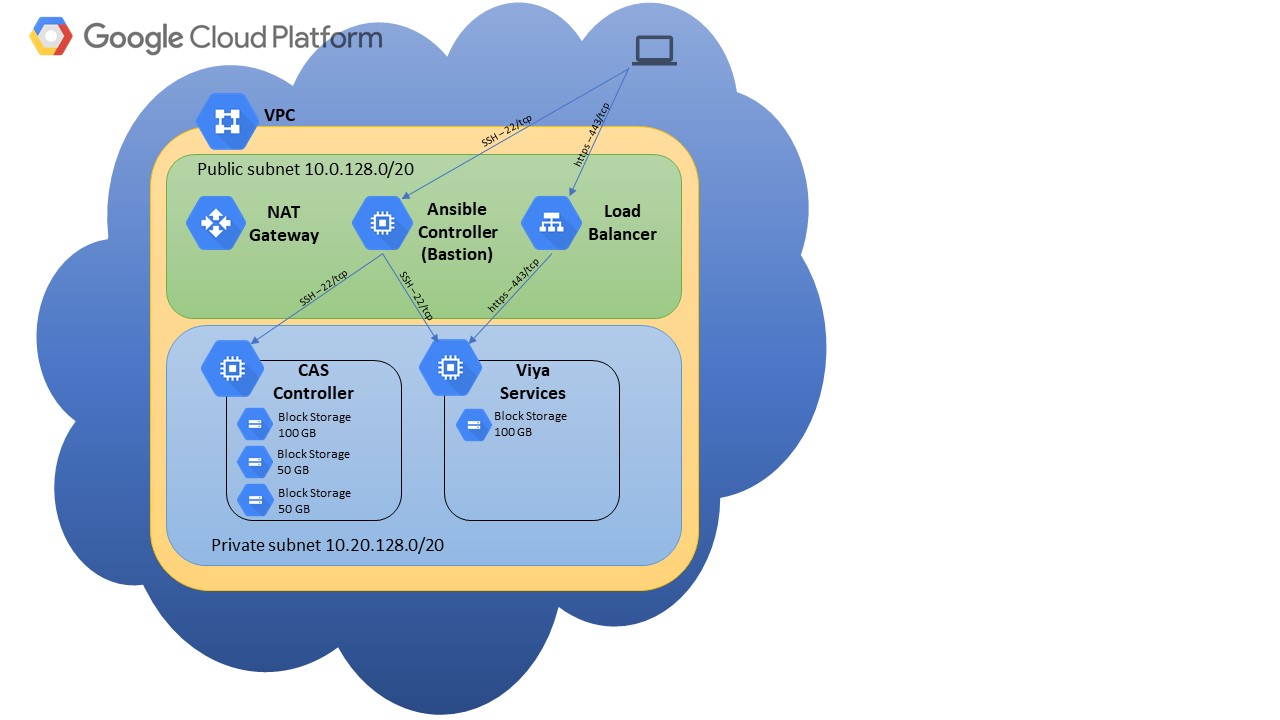 Google Cloud Platform
VPC
SSH – 22/tcp
https – 443/tcp
Public subnet 10.0.128.0/20
NAT
Gateway
Ansible
Controller
(Bastion)
Load
Balancer
SSH – 22/tcp
SSH – 22/tcp
https – 443/tcp
CAS
Controller
Block Storage
100 GB
Block Storage
50 GB
Block Storage
50 GB
Viya
Services
Block Storage
100 GB
Private subnet 10.20.128.0/20